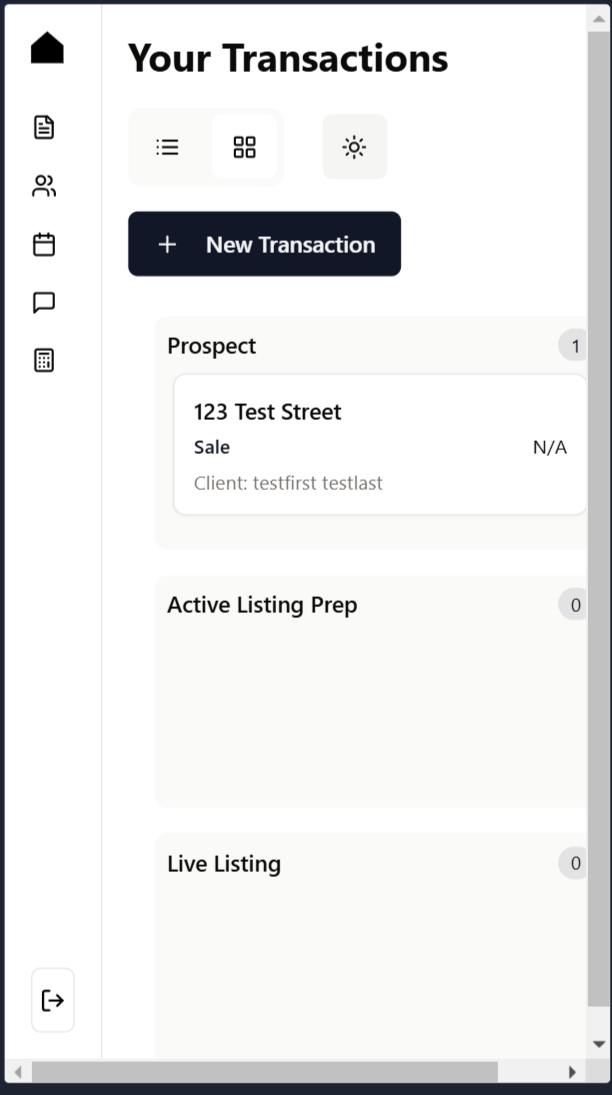 Your Transactions
New Transaction
Prospect 1
123 Test Street
Sale N/A
Client: testfirst testlast
Active Listing Prep 0
Live Listing 0